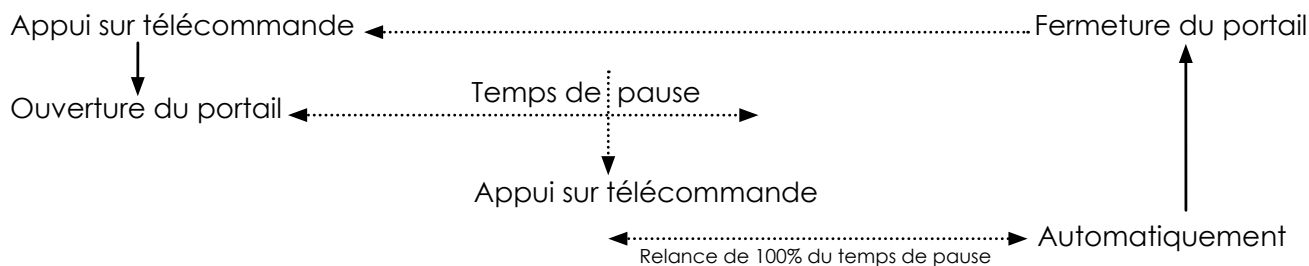 Appui sur télécommande
Fermeture du portail
Ouverture du portail
Temps de pause
Appui sur télécommande
Automatiquement
Relance de 100% du temps de pause